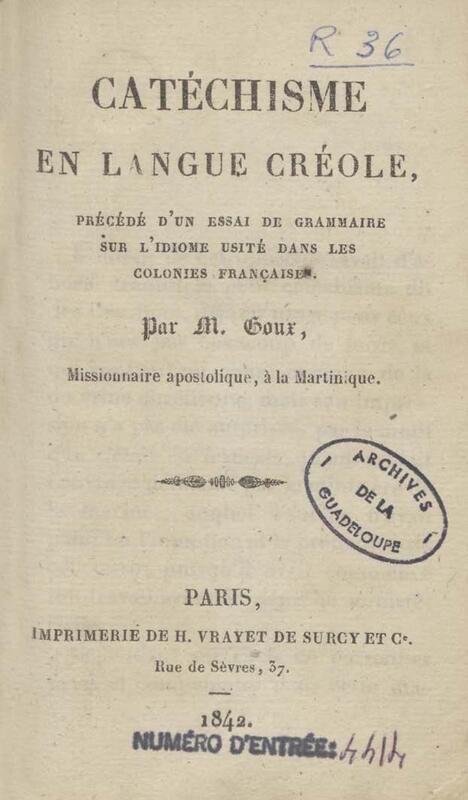 R 36
CATÉCHISME
EN LANGUE CRÉOLE,
PRÉCÉDÉ D'UN ESSAI DE GRAMMAIRE
SUR L'IDIOME USITÉ DANS LES
COLONIES FRANÇAISES.
Par M. Goux,
Missionnaire apostolique, à la Martinique.
ARCHIVES
DE LA
GUADELOUPE
PARIS,
IMPRIMERIE DE H. VRAYET DE SURCY ET Ce.
Rue de Sèvres, 37.
1842.
NUMÉRO D'ENTRÉE: 4414